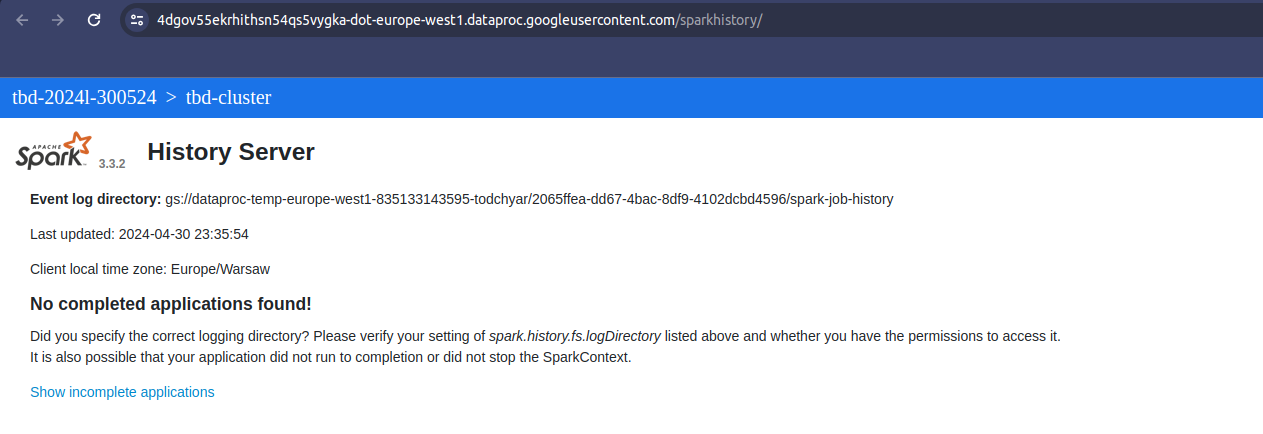 4dgov55ekrhithsn54qs5vygka-dot-europe-west1.dataproc.googleusercontent.com/sparkhistory/
tbd-2024l-300524 > tbd-cluster
APACHE Spark™ 3.3.2 History Server
Event log directory: gs://dataproc-temp-europe-west1-835133143595-todchyar/2065ffea-dd67-4bac-8df9-4102dcbd4596/spark-job-history
Last updated: 2024-04-30 23:35:54
Client local time zone: Europe/Warsaw
No completed applications found!
Did you specify the correct logging directory? Please verify your setting of spark.history.fs.logDirectory listed above and whether you have the permissions to access it.
It is also possible that your application did not run to completion or did not stop the SparkContext.
Show incomplete applications